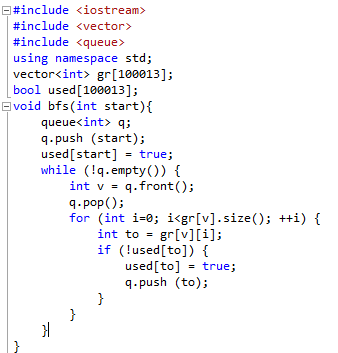 #include <iostream>
#include <vector>
#include <queue>
using namespace std;
vector<int> gr[100013];
bool used[100013];
void bfs(int start){
    queue<int> q;
    q.push (start);
    used[start] = true;
    while (!q.empty()) {
        int v = q.front();
        q.pop();
        for (int i=0; i<gr[v].size(); ++i) {
            int to = gr[v][i];
            if (!used[to]) {
                used[to] = true;
                q.push (to);
            }
        }
    }
}